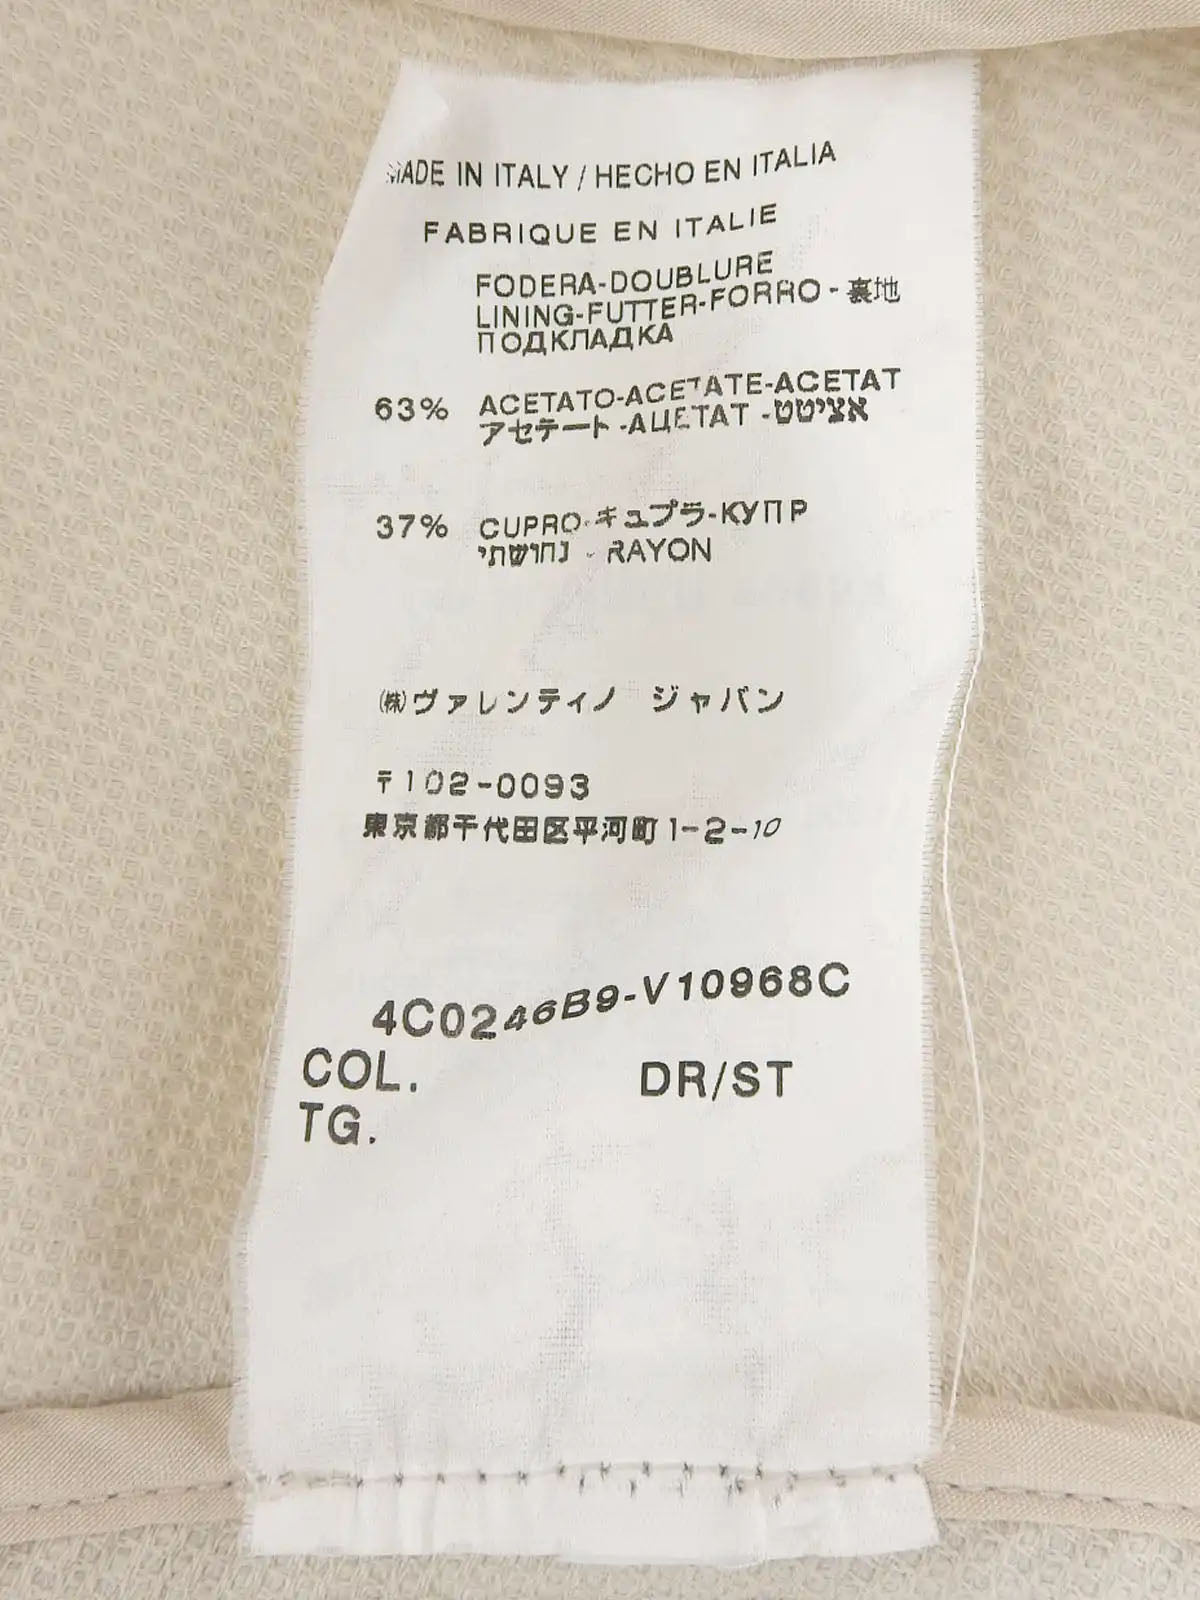 MADE IN ITALY / HECHO EN ITALIA
FABRIQUE EN ITALIE
FODERA-DOUBLURE
LINING-FUTTER-FORRO - 裏地
ПОДКЛАДКА
63% ACETATO-ACETATE-ACETAT
アセテート -АЦЕТАТ -אציטט
37% CUPRO-キュプラ-КУПР
נחושתי - RAYON
㈱ヴァレンティノ ジャパン
〒102-0093
東京都千代田区平河町1-2-10
4C0246B9-V10968C
COL. DR/ST
TG.